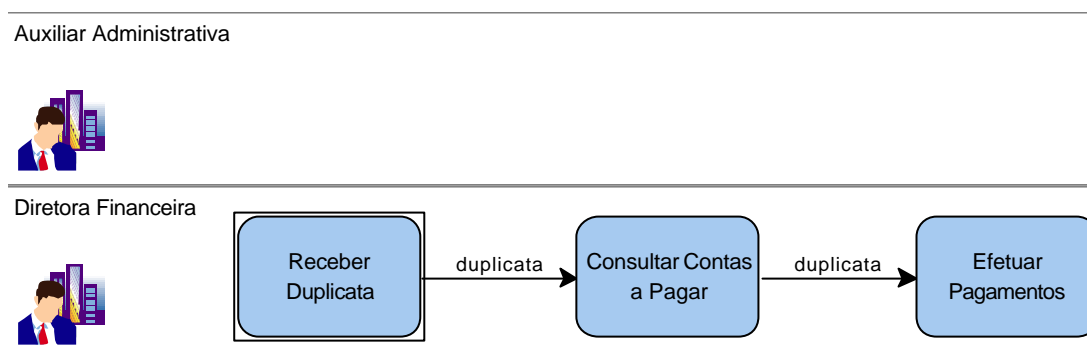 Auxiliar Administrativa
Diretora Financeira
Receber
Duplicata
duplicata
Consultar Contas
a Pagar
duplicata
Efetuar
Pagamentos